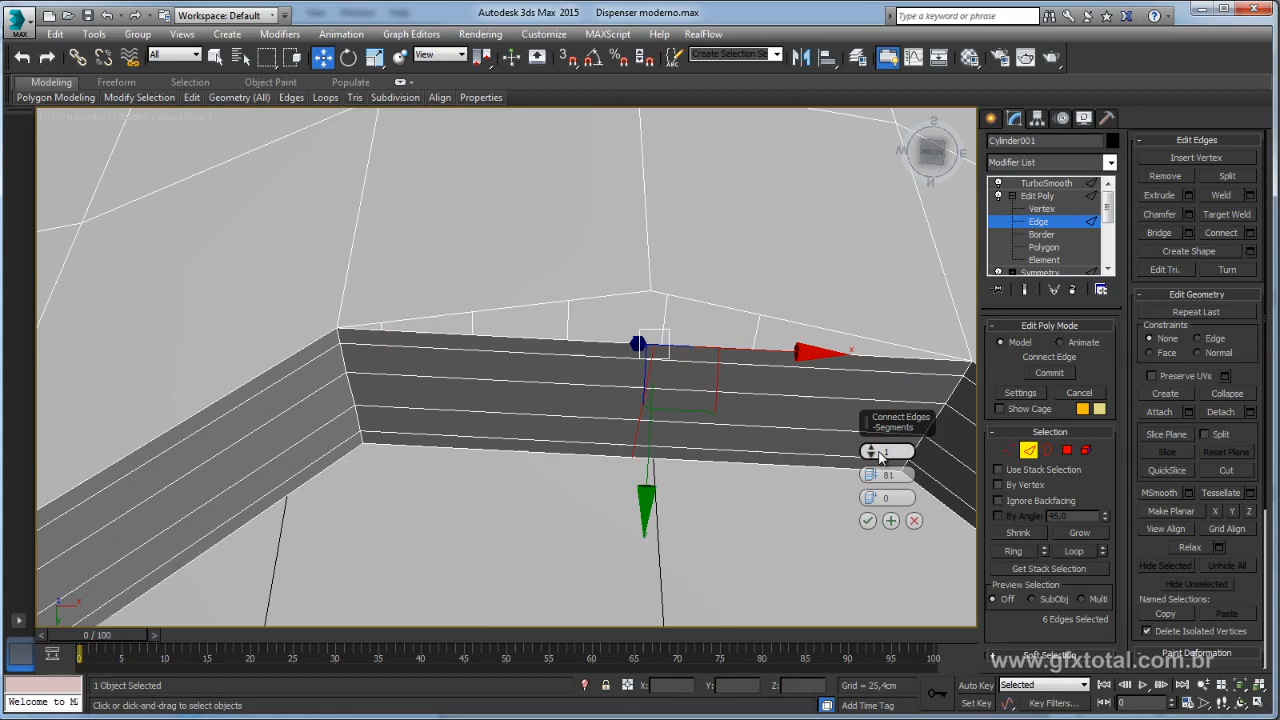 MAX
Workspace: Default
Views
Playback
Help
Autodesk 3ds Max 2015 Dispenser moderno.max
Type a keyword or phrase
Edit Tools Group Views Create Modifiers Animation Graph Editors Rendering Customize MAXScript Help RealFlow
All
View
Create Selection Se
Modeling Freeform Selection Object Paint Populate
Polygon Modeling Modify Selection Edit Geometry (All) Edges Loops Tris Subdivision Align Properties
S
W
E
N
x
Connect Edges
-Segments
1
81
0
Cylinder001
Modifier List
TurboSmooth
Edit Poly
Vertex
Edge
Border
Polygon
Element
Symmetry
Edit Poly Mode
Model Animate
Connect Edge
Commit
Settings Cancel
Show Cage
Selection
Use Stack Selection
By Vertex
Ignore Backfacing
By Angle: 45,0
Shrink Grow
Ring Loop
Get Stack Selection
Preview Selection
Off SubObj Multi
6 Edges Selected
Soft Selection
Edit Edges
Insert Vertex
Remove Split
Extrude Weld
Chamfer Target Weld
Bridge Connect
Create Shape
Edit Tri. Turn
Edit Geometry
Repeat Last
Constraints
None Edge
Face Normal
Preserve UVs
Create Collapse
Attach Detach
Slice Plane Split
Slice Reset Plane
QuickSlice Cut
MSmooth Tessellate
Make Planar X Y Z
View Align Grid Align
Relax
Hide Selected Unhide All
Hide Unselected
Named Selections:
Copy Paste
Delete Isolated Vertices
Paint Deformation
www.gfxtotal.com.br
0 / 100
0 5 10 15 20 25 30 35 40 45 50 55 60 65 70 75 80 85 90 95 100
1 Object Selected
X: Y: Z: Grid = 25,4cm
Auto Key Selected
Welcome to MA
Click or click-and-drag to select objects
Add Time Tag
Set Key Key Filters...
0